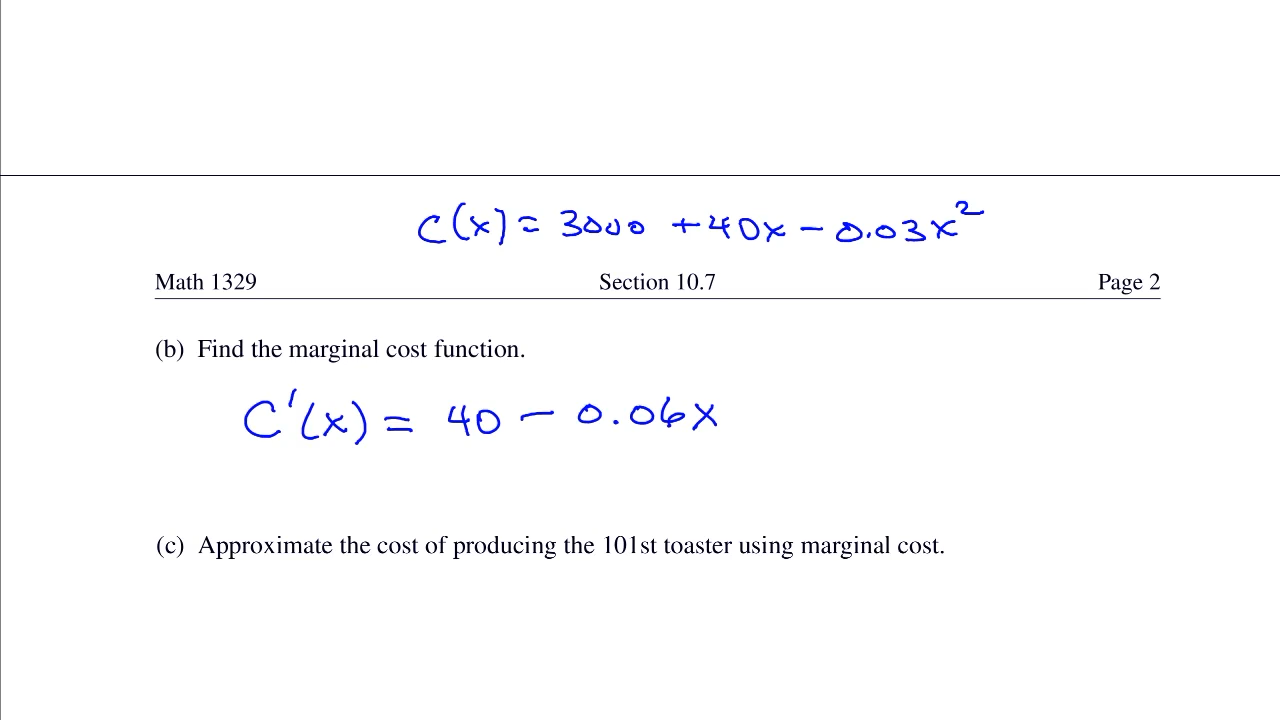 C(x) = 3000 + 40x - 0.03x²
Math 1329 Section 10.7 Page 2
(b) Find the marginal cost function.
C'(x) = 40 - 0.06x
(c) Approximate the cost of producing the 101st toaster using marginal cost.